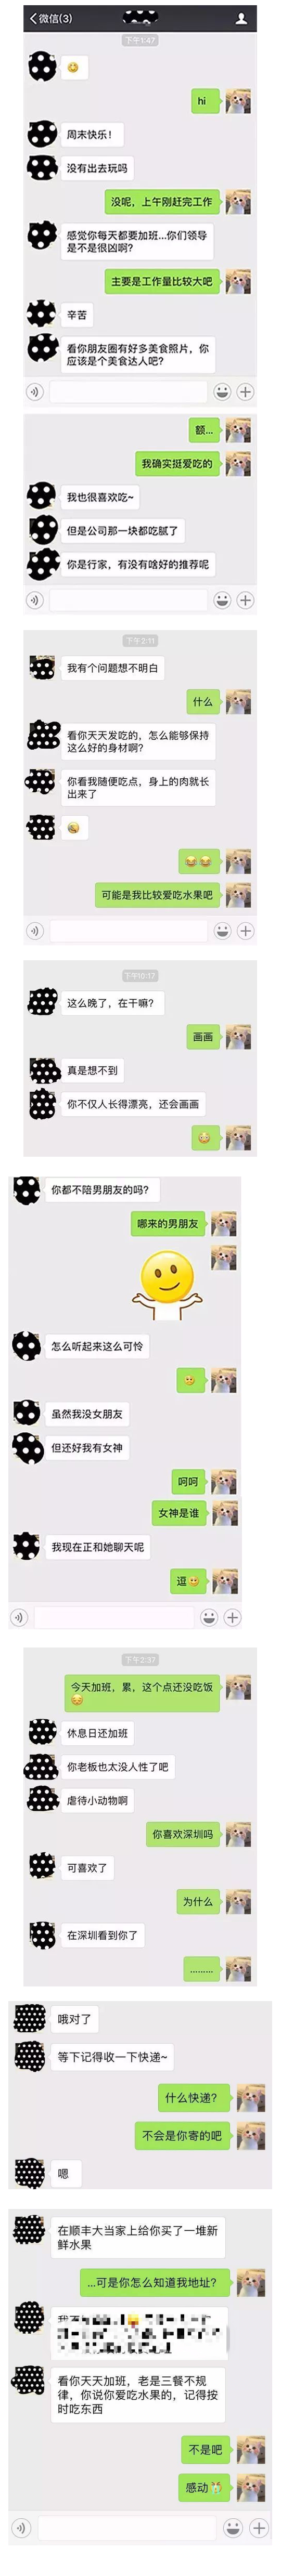 微信(3)
下午1:47
hi
周末快乐！
没有出去玩吗
没呢，上午刚赶完工作
感觉你每天都要加班...你们领导
是不是很凶啊?
主要是工作量比较大吧
辛苦
看你朋友圈有好多美食照片，你
应该是个美食达人吧?
额...
我确实挺爱吃的
我也很喜欢吃~
但是公司那一块都吃腻了
你是行家，有没有啥好的推荐呢
下午2:11
我有个问题想不明白
什么
看你天天发吃的，怎么能够保持
这么好的身材啊?
你看我随便吃点，身上的肉就长
出来了
可能是我比较爱吃水果吧
下午10:17
这么晚了，在干嘛?
画画
真是想不到
你不仅人长得漂亮，还会画画
你都不陪男朋友的吗?
哪来的男朋友
怎么听起来这么可怜
虽然我没女朋友
但还好我有女神
呵呵
女神是谁
我现在正和她聊天呢
逗
下午2:37
今天加班，累，这个点还没吃饭
休息日还加班
你老板也太没人性了吧
虐待小动物啊
你喜欢深圳吗
可喜欢了
为什么
在深圳看到你了
.........
哦对了
等下记得收一下快递~
什么快递?
不会是你寄的吧
嗯
在顺丰大当家上给你买了一堆新
鲜水果
...可是你怎么知道我地址?
看你天天加班，老是三餐不规
律，你说你爱吃水果的，记得按
时吃东西
不是吧
感动